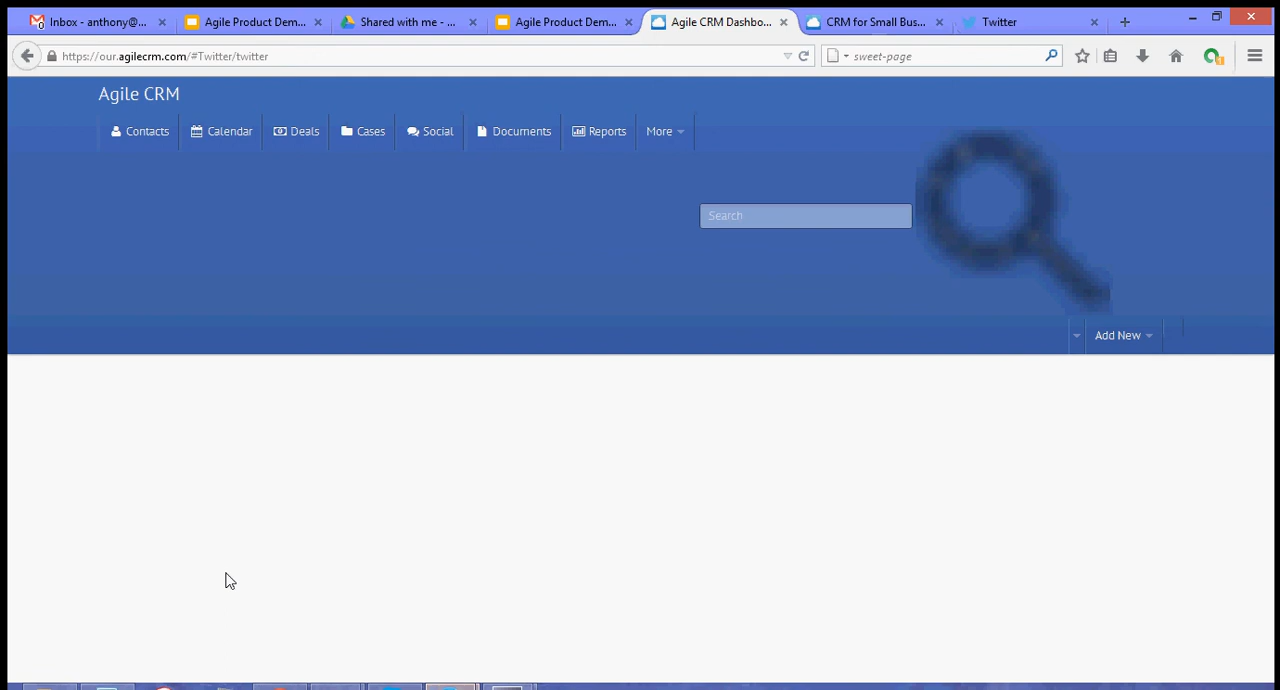 Inbox - anthony@... Agile Product Dem... Shared with me - ... Agile Product Dem... Agile CRM Dashbo... CRM for Small Bus... Twitter
https://our.agilecrm.com/#Twitter/twitter sweet-page
Agile CRM
Contacts Calendar Deals Cases Social Documents Reports More
Search
Add New